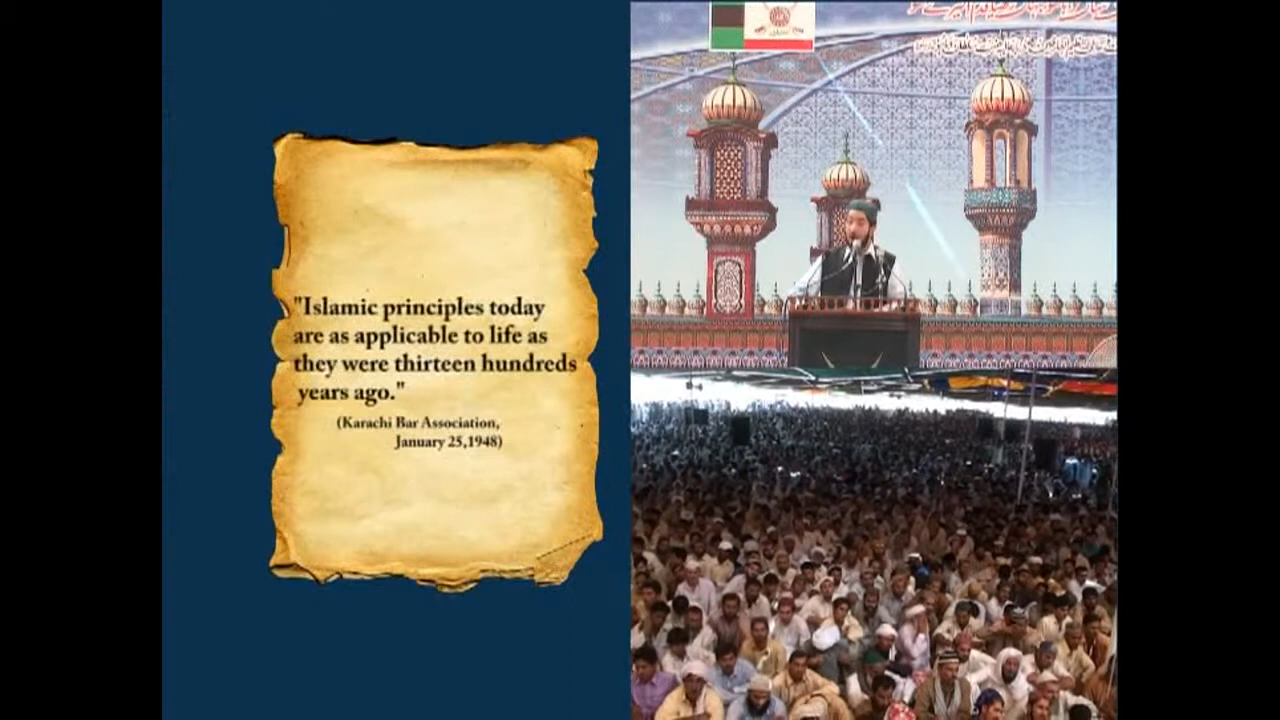 "Islamic principles today
are as applicable to life as
they were thirteen hundreds
years ago."
(Karachi Bar Association,
January 25,1948)